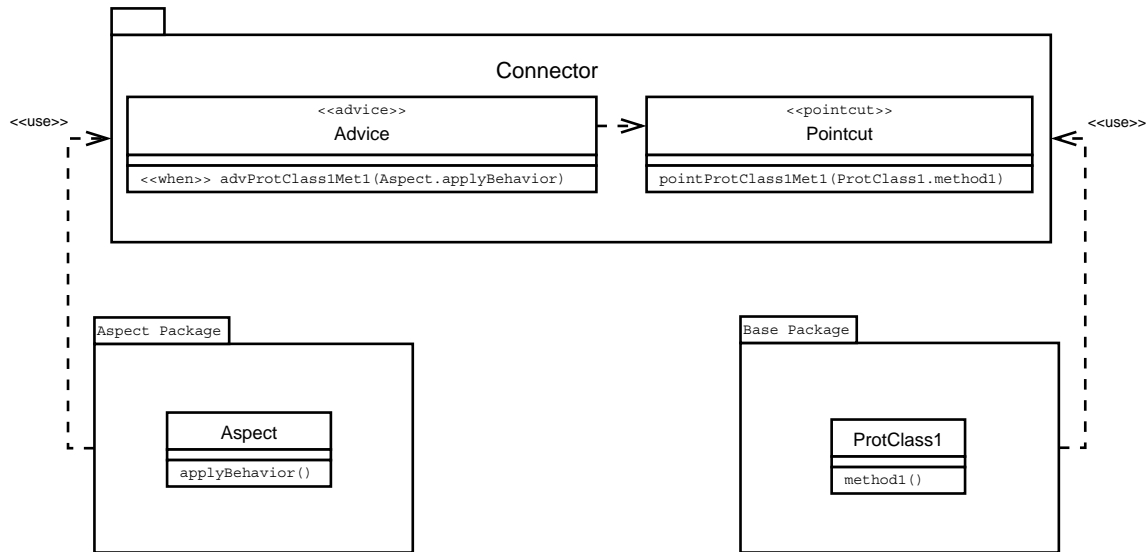 Connector
<<use>>
<<advice>>
Advice
<<when>> advProtClass1Met1(Aspect.applyBehavior)
<<pointcut>>
Pointcut
pointProtClass1Met1(ProtClass1.method1)
<<use>>
Aspect Package
Aspect
applyBehavior()
Base Package
ProtClass1
method1()